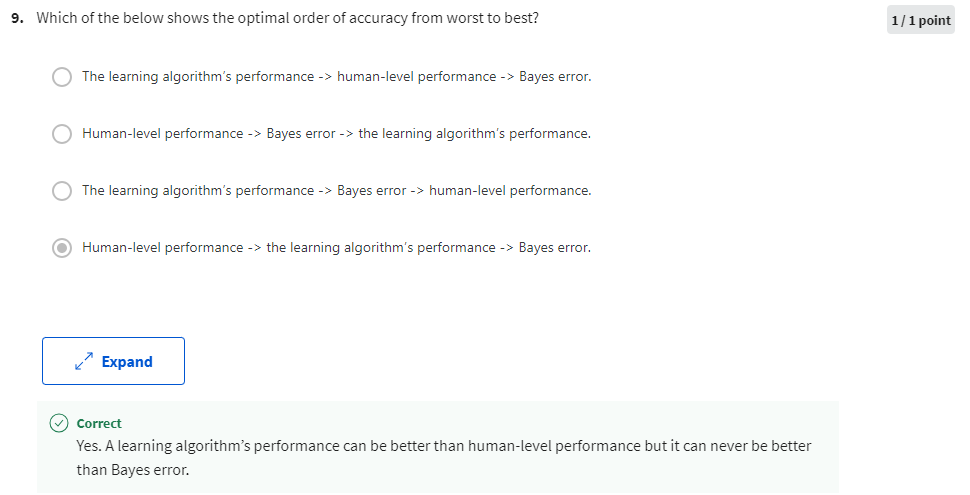 9. Which of the below shows the optimal order of accuracy from worst to best?
1 / 1 point
The learning algorithm's performance -> human-level performance -> Bayes error.
Human-level performance -> Bayes error -> the learning algorithm's performance.
The learning algorithm's performance -> Bayes error -> human-level performance.
Human-level performance -> the learning algorithm's performance -> Bayes error.
Expand
Correct
Yes. A learning algorithm's performance can be better than human-level performance but it can never be better
than Bayes error.